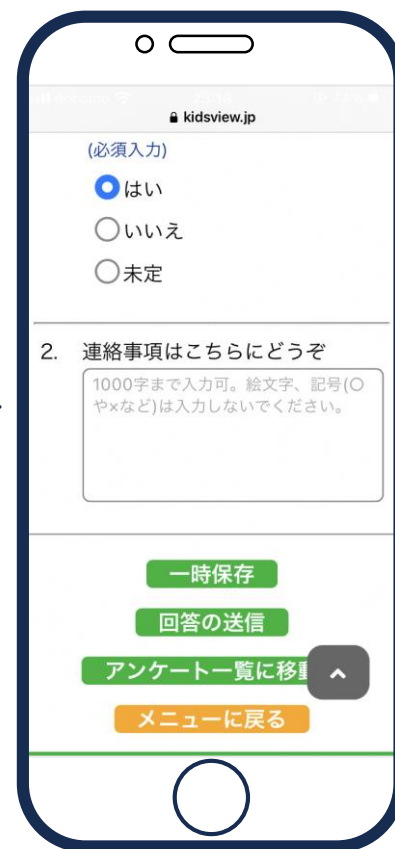 kidsview.jp
(必須入力)
はい
いいえ
未定
2. 連絡事項はこちらにどうぞ
1000字まで入力可。絵文字、記号(〇
や×など)は入力しないでください。
一時保存
回答の送信
アンケート一覧に移
メニューに戻る